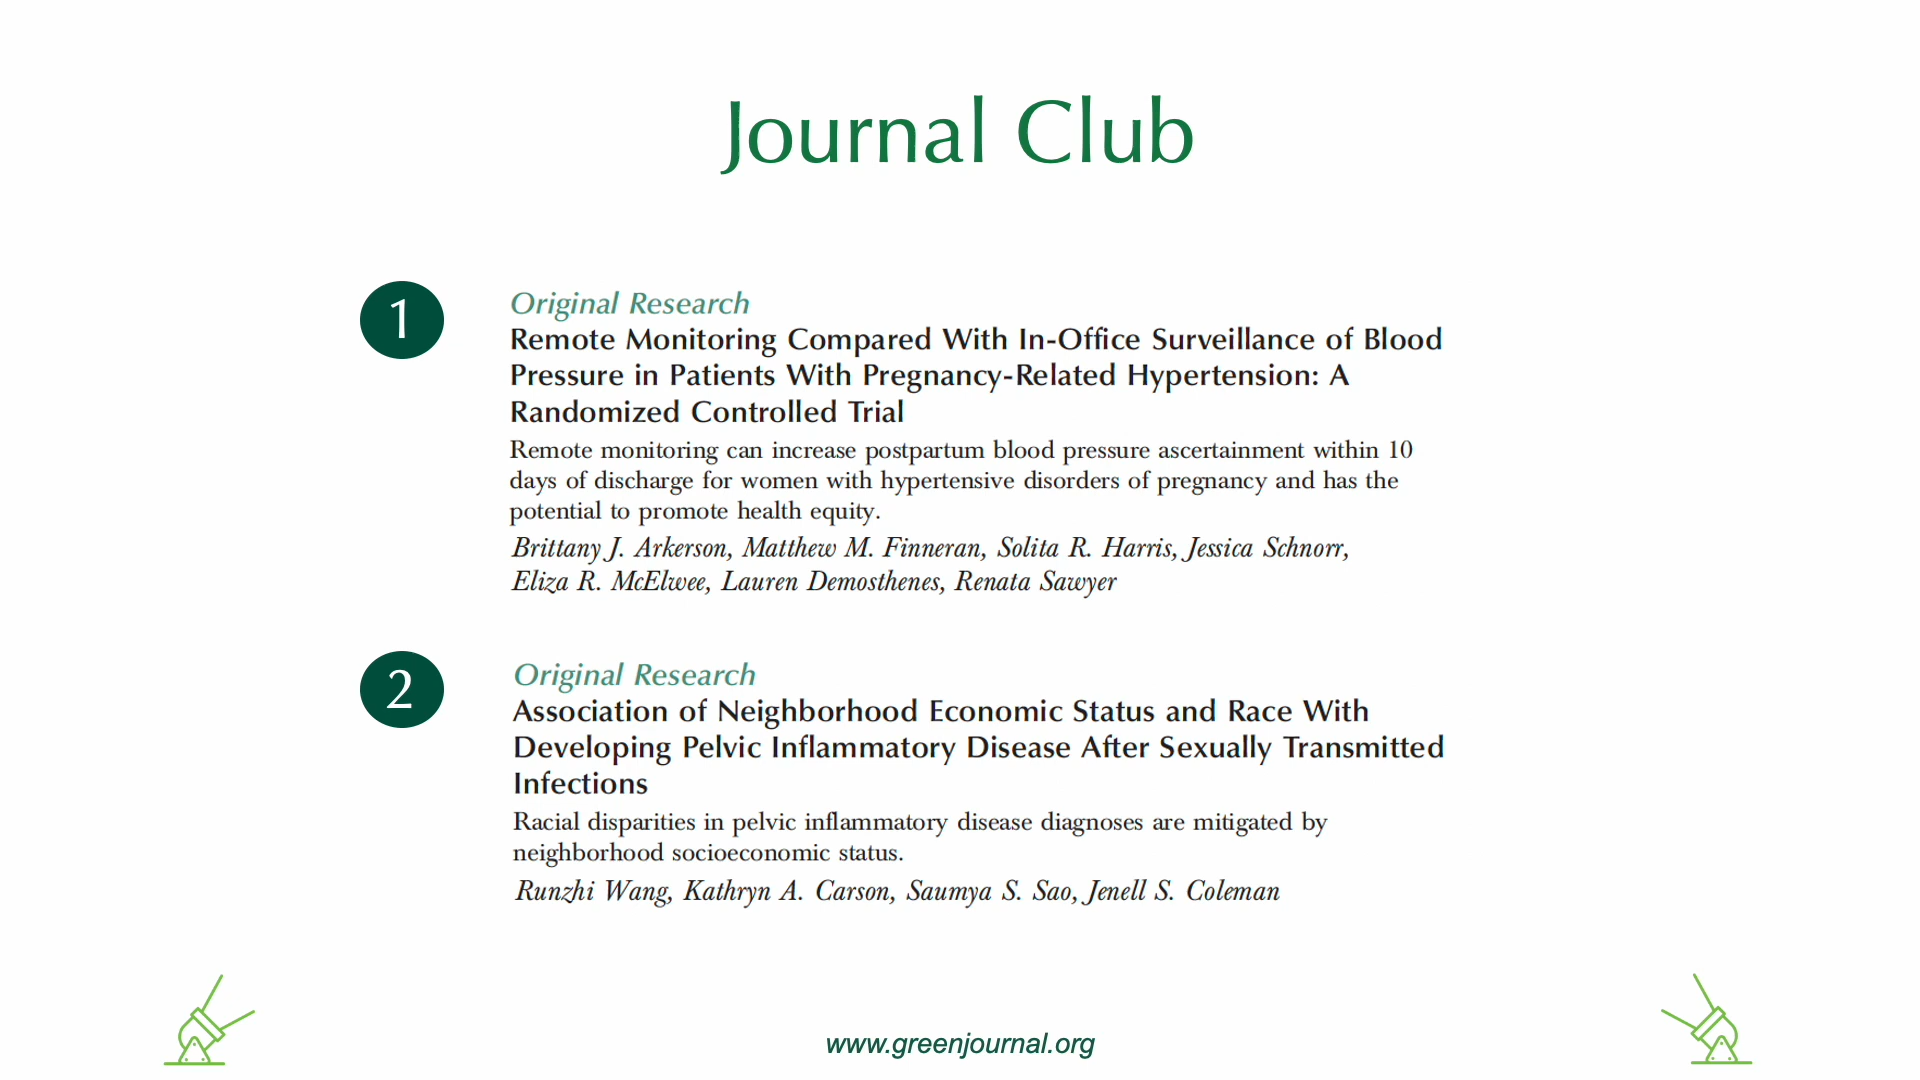 Journal Club
1
Original Research
Remote Monitoring Compared With In-Office Surveillance of Blood
Pressure in Patients With Pregnancy-Related Hypertension: A
Randomized Controlled Trial
Remote monitoring can increase postpartum blood pressure ascertainment within 10
days of discharge for women with hypertensive disorders of pregnancy and has the
potential to promote health equity.
Brittany J. Arkerson, Matthew M. Finneran, Solita R. Harris, Jessica Schnorr,
Eliza R. McElwee, Lauren Demosthenes, Renata Sawyer
2
Original Research
Association of Neighborhood Economic Status and Race With
Developing Pelvic Inflammatory Disease After Sexually Transmitted
Infections
Racial disparities in pelvic inflammatory disease diagnoses are mitigated by
neighborhood socioeconomic status.
Runzhi Wang, Kathryn A. Carson, Saumya S. Sao, Jenell S. Coleman
www.greenjournal.org